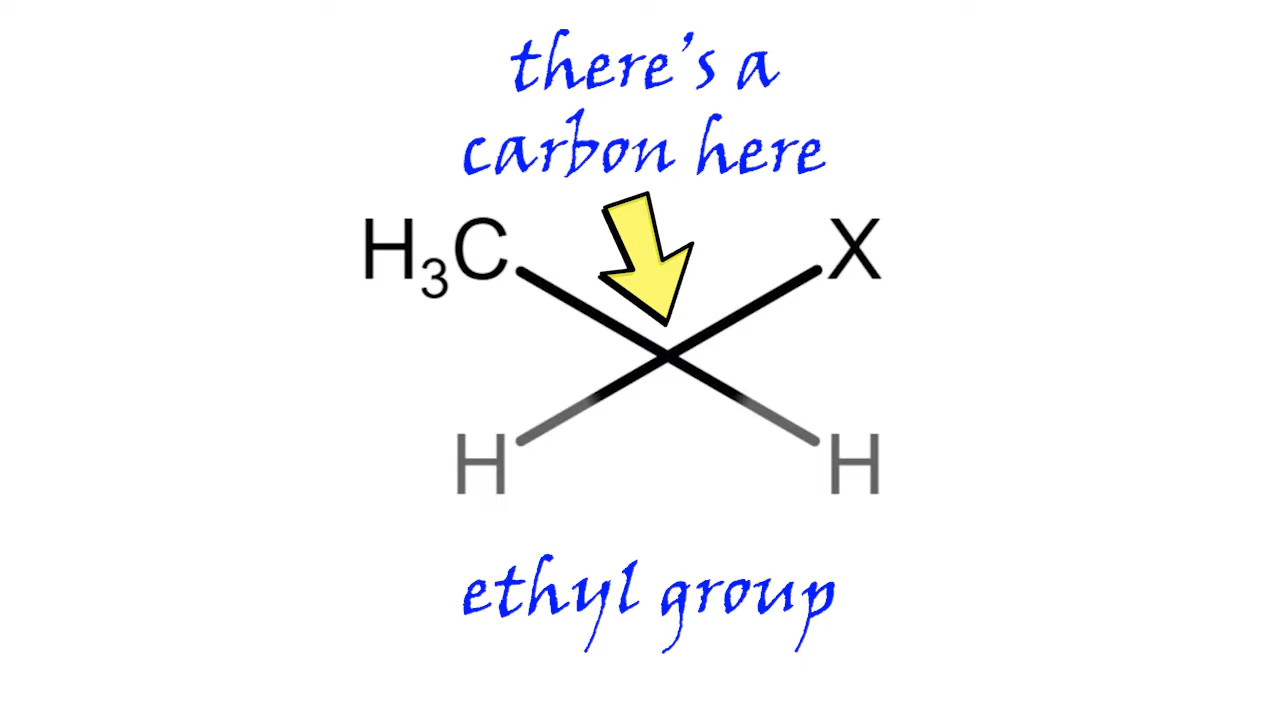 there's a
carbon here
H₃C X
H H
ethyl group